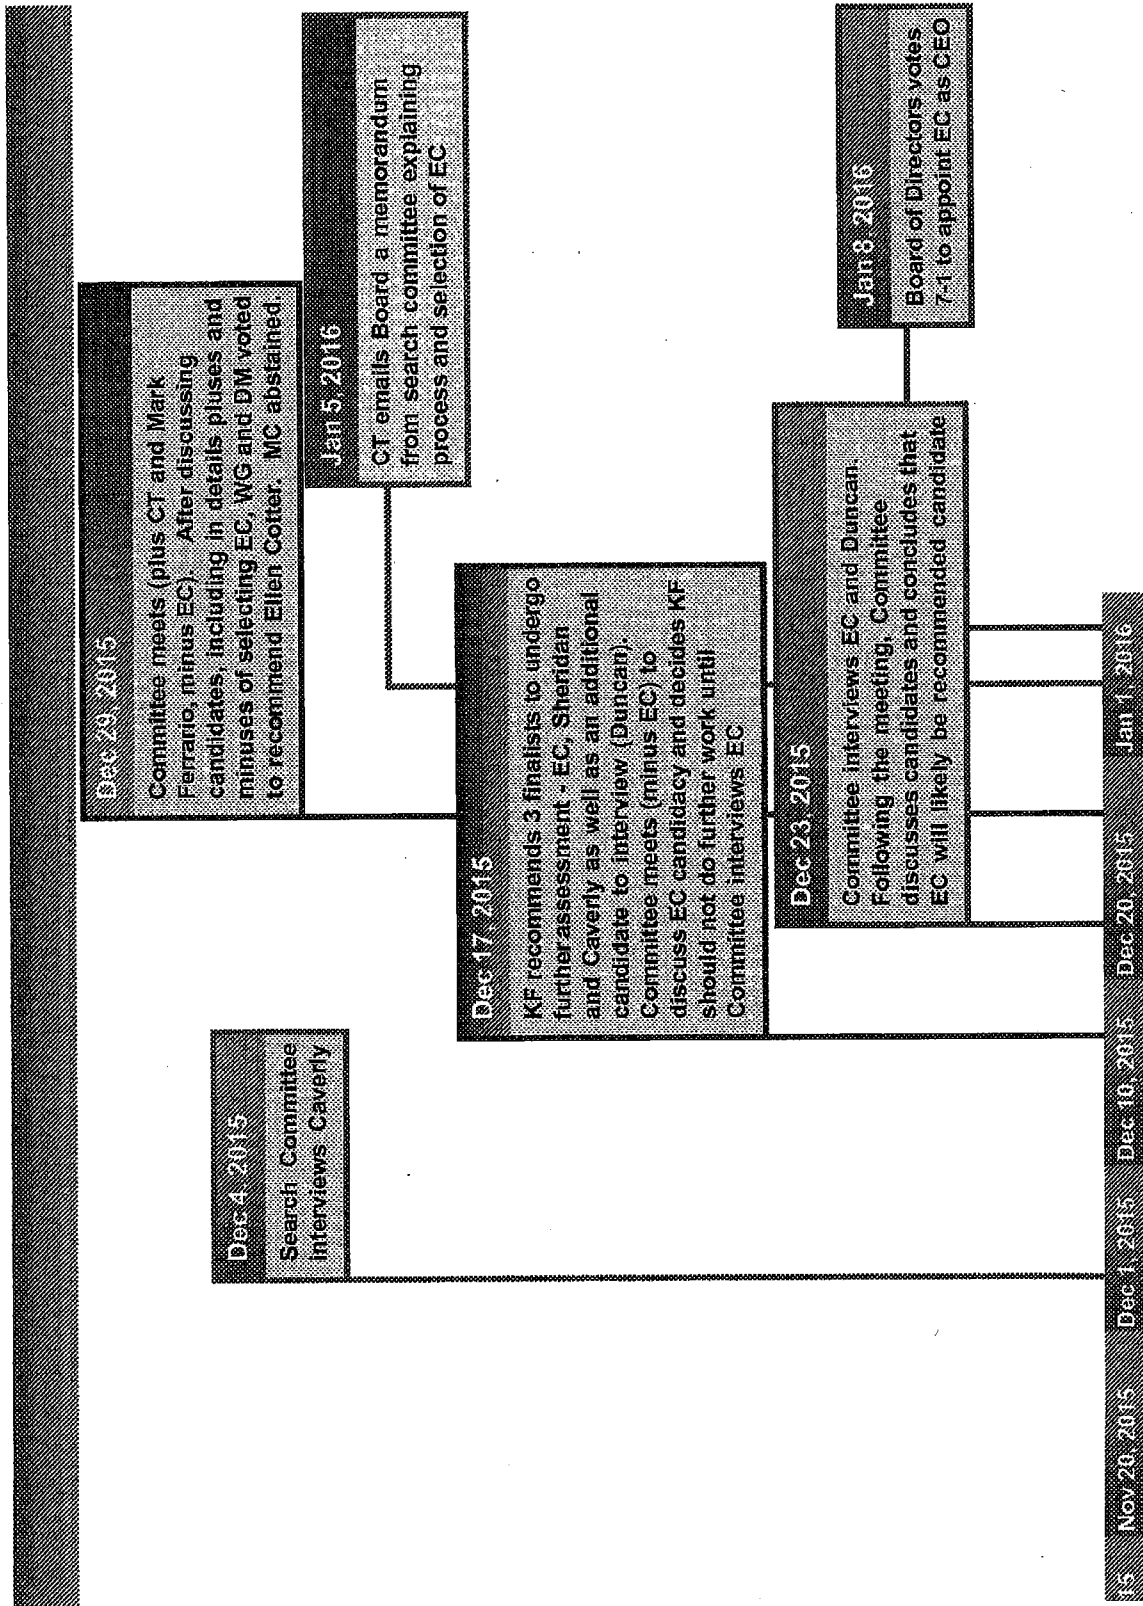 Dec 4, 2015
Search Committee
interviews Caverly
Dec 17, 2015
KF recommends 3 finalists to undergo
furtherassessment - EC, Sheridan
and Caverly as well as an additional
candidate to interview (Duncan).
Committee meets (minus EC) to
discuss EC candidacy and decides KF
should not do further work until
Committee interviews EC
Dec 23, 2015
Committee interviews EC and Duncan.
Following the meeting, Committee
discusses candidates and concludes that
EC will likely be recommended candidate
Dec 29, 2015
Committee meets (plus CT and Mark
Ferrario, minus EC). After discussing
candidates, including in details pluses and
minuses of selecting EC, WG and DM voted
to recommend Ellen Cotter. MC abstained.
Jan 5, 2016
CT emails Board a memorandum
from search committee explaining
process and selection of EC
Jan 8, 2016
Board of Directors votes
7-1 to appoint EC as CEO
15 Nov 20, 2015 Dec 1, 2015 Dec 10, 2015 Dec 20, 2015 Jan 1, 2016